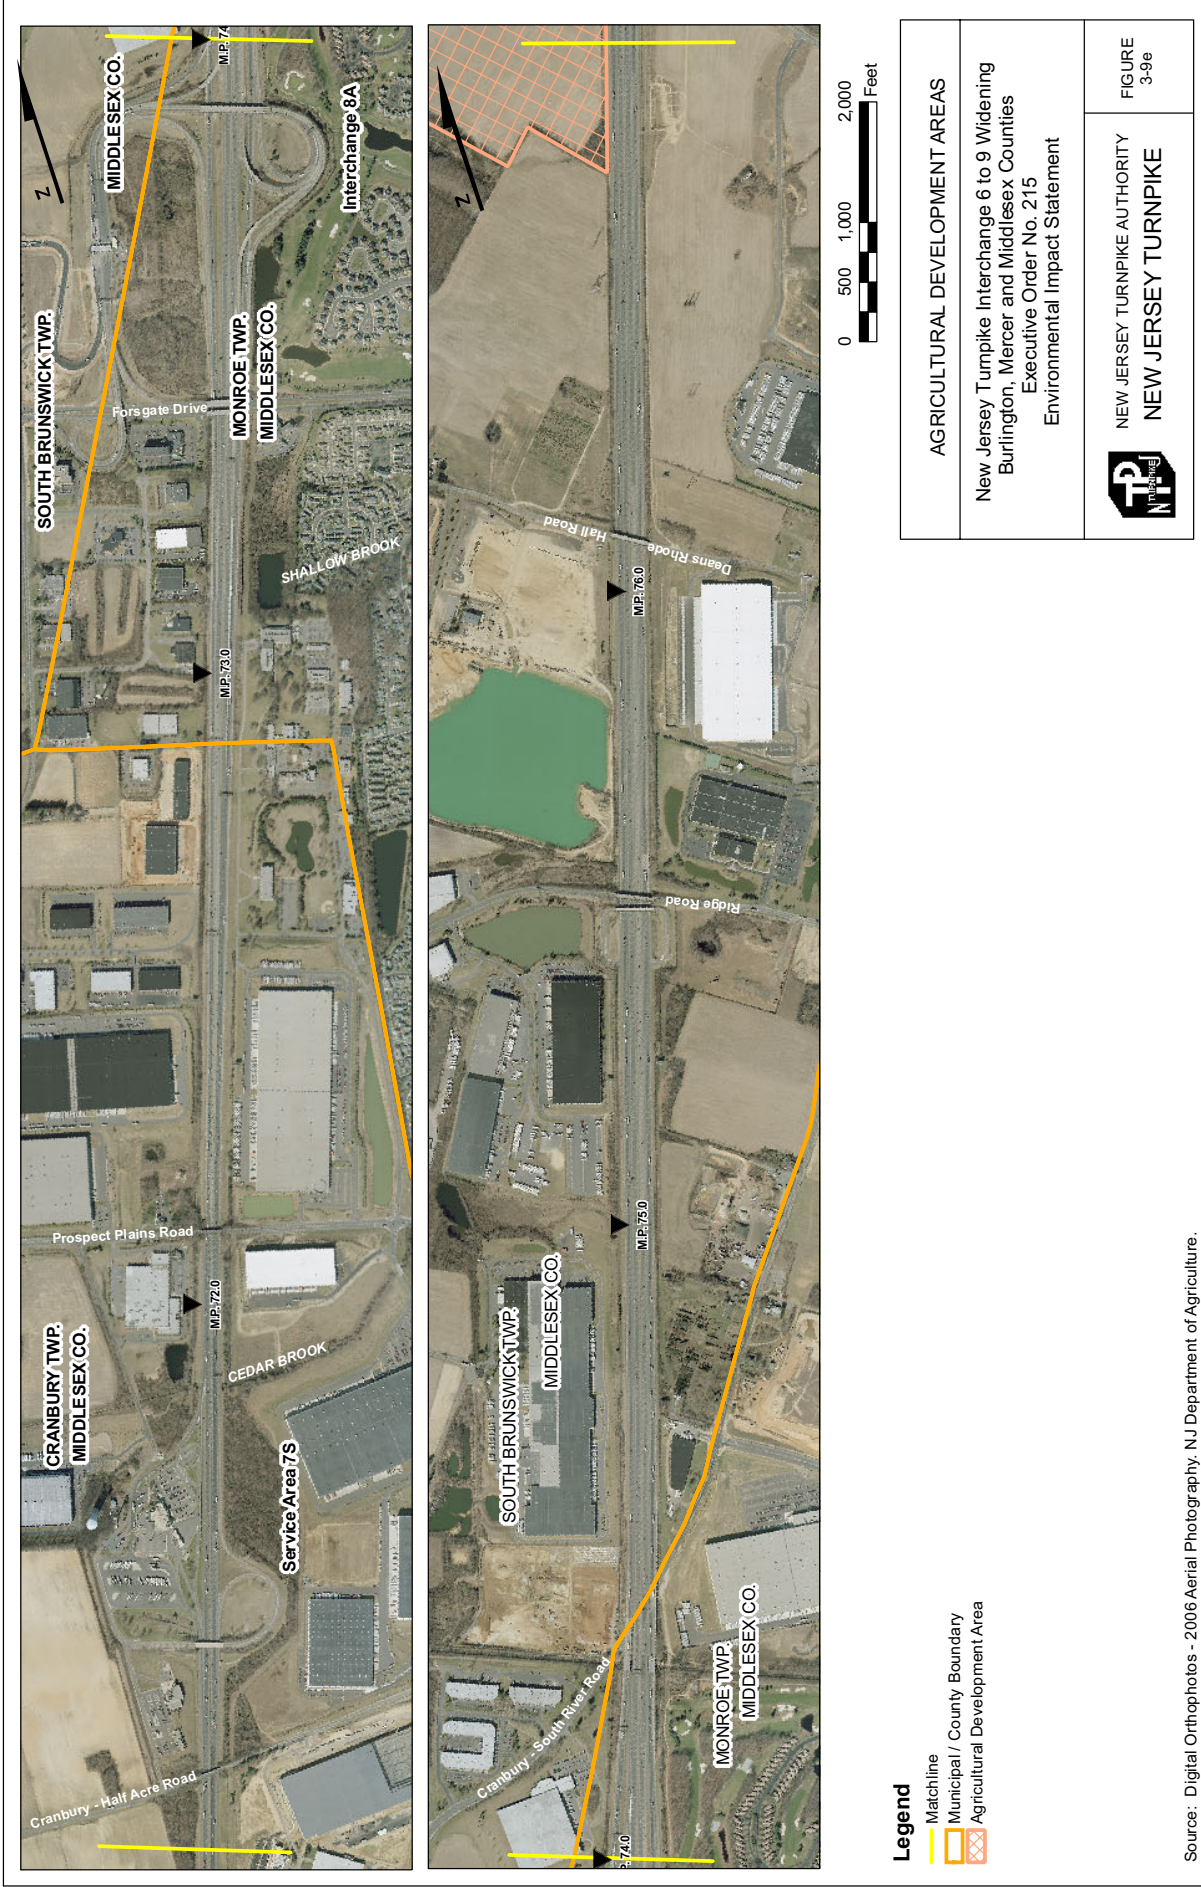 Z
MIDDLESEX CO.
M.P. 74
SOUTH BRUNSWICK TWP.
Interchange 8A
MONROE TWP.
MIDDLESEX CO.
Forsgate Drive
SHALLOW BROOK
M.P. 73.0
Prospect Plains Road
M.P. 72.0
CRANBURY TWP.
MIDDLESEX CO.
CEDAR BROOK
Service Area 7S
Cranbury - Half Acre Road
Z
Hall Road
Deans Rhode
M.P. 76.0
Ridge Road
M.P. 75.0
SOUTH BRUNSWICK TWP.
MIDDLESEX CO.
Cranbury - South River Road
MONROE TWP.
MIDDLESEX CO.
P. 74.0
0 500 1,000 2,000
Feet
Legend
Matchline
Municipal / County Boundary
Agricultural Development Area
AGRICULTURAL DEVELOPMENT AREAS
New Jersey Turnpike Interchange 6 to 9 Widening
Burlington, Mercer and Middlesex Counties
Executive Order No. 215
Environmental Impact Statement
NEW JERSEY TURNPIKE AUTHORITY
NEW JERSEY TURNPIKE
N TP J
TURNPIKE
FIGURE
3-9e
Source: Digital Orthophotos - 2006 Aerial Photography. NJ Department of Agriculture.